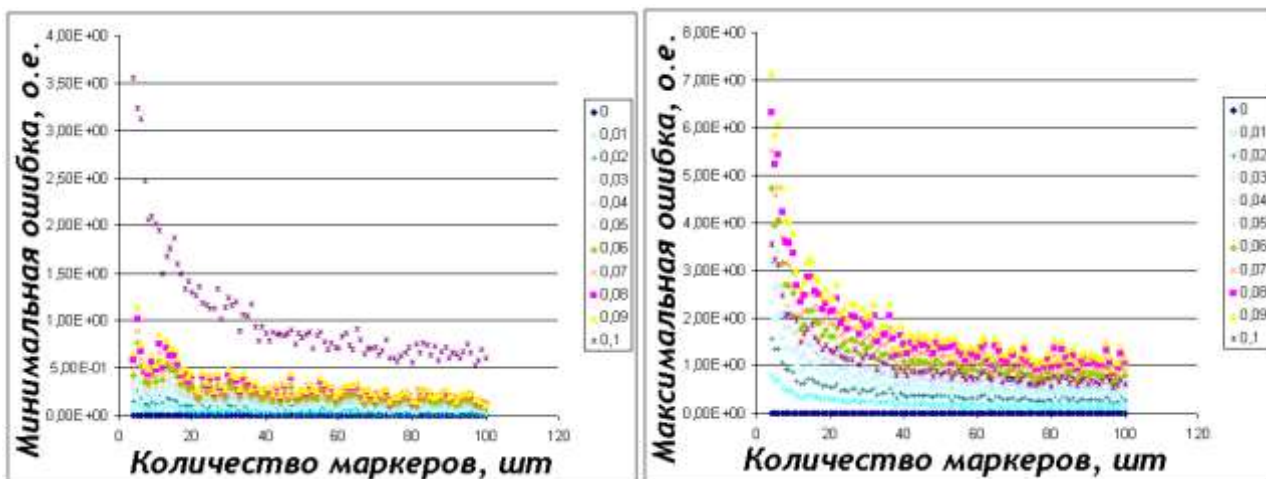 Минимальная ошибка, о.е.
4,00E+00
3,50E+00
3,00E+00
2,50E+00
2,00E+00
1,50E+00
1,00E+00
5,00E-01
0,00E+00
0 20 40 60 80 100 120
Количество маркеров, шт
0
0,01
0,02
0,03
0,04
0,05
0,06
0,07
0,08
0,09
0,1
Максимальная ошибка, о.е.
8,00E+00
7,00E+00
6,00E+00
5,00E+00
4,00E+00
3,00E+00
2,00E+00
1,00E+00
0,00E+00
0 20 40 60 80 100 120
Количество маркеров, шт
0
0,01
0,02
0,03
0,04
0,05
0,06
0,07
0,08
0,09
0,1